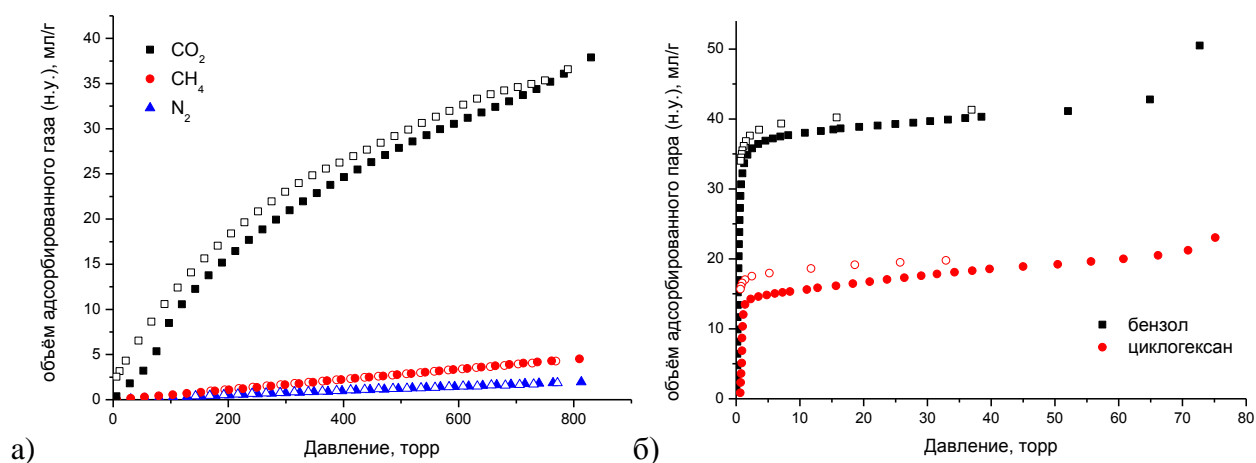 объём адсорбированного газа (н.у.), мл/г
40
35
30
25
20
15
10
5
0
CO₂
CH₄
N₂
0 200 400 600 800
Давление, торр
а)
объём адсорбированного пара (н.у.), мл/г
50
40
30
20
10
0
бензол
циклогексан
0 10 20 30 40 50 60 70 80
Давление, торр
б)